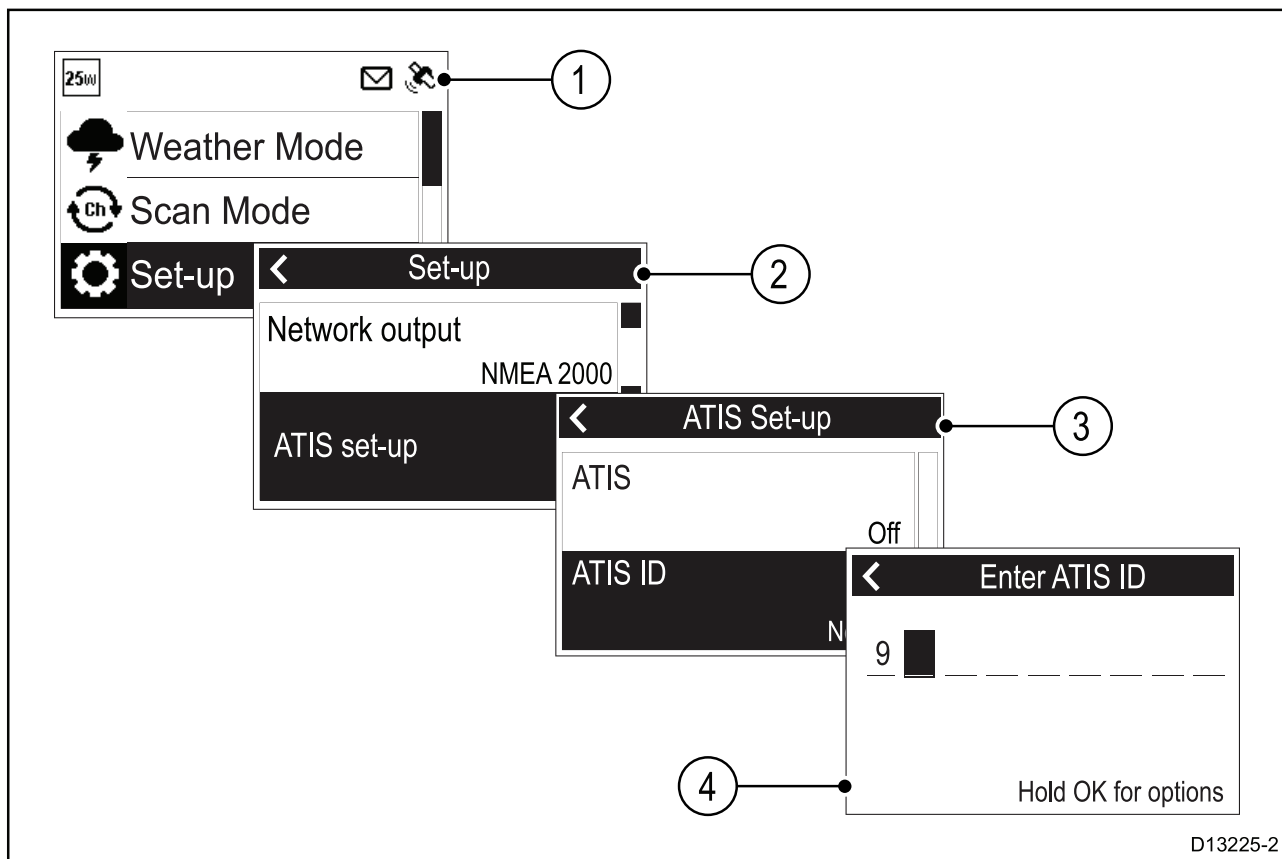 25W
1
Weather Mode
Ch
Scan Mode
Set-up
Set-up
2
Network output
NMEA 2000
ATIS set-up
ATIS Set-up
3
ATIS
Off
ATIS ID
Enter ATIS ID
9
4
Hold OK for options
D13225-2